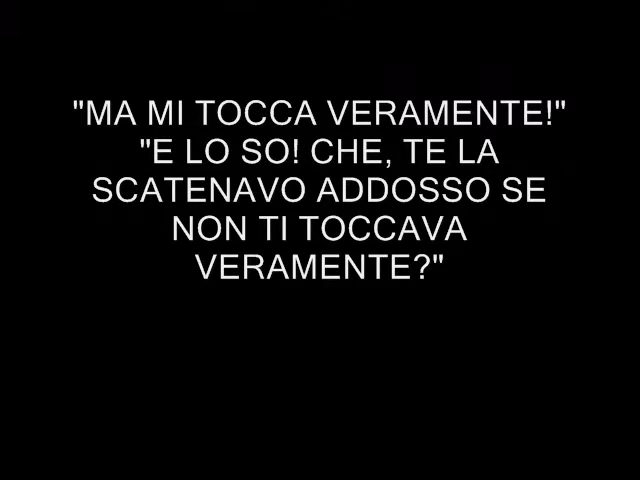 "MA MI TOCCA VERAMENTE!"
"E LO SO! CHE, TE LA
SCATENAVO ADDOSSO SE
NON TI TOCCAVA
VERAMENTE?"